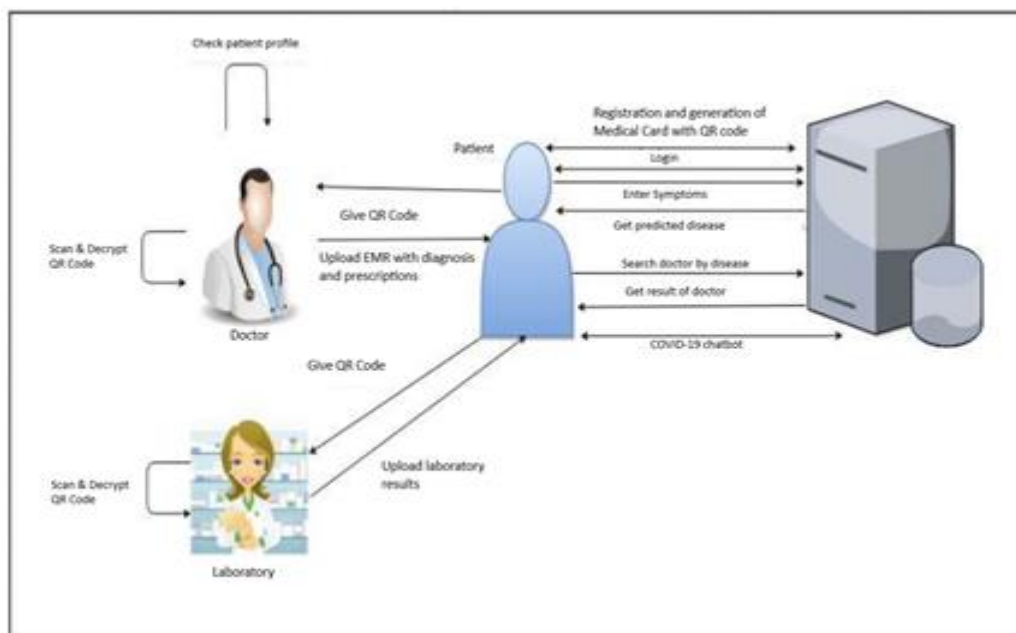 Check patient profile
Patient
Registration and generation of
Medical Card with QR code
Login
Enter Symptoms
Give QR Code
Get predicted disease
Scan & Decrypt
QR Code
Upload EMR with diagnosis
and prescriptions
Search doctor by disease
Get result of doctor
Doctor
COVID-19 chatbot
Give QR Code
Upload laboratory
results
Scan & Decrypt
QR Code
Laboratory